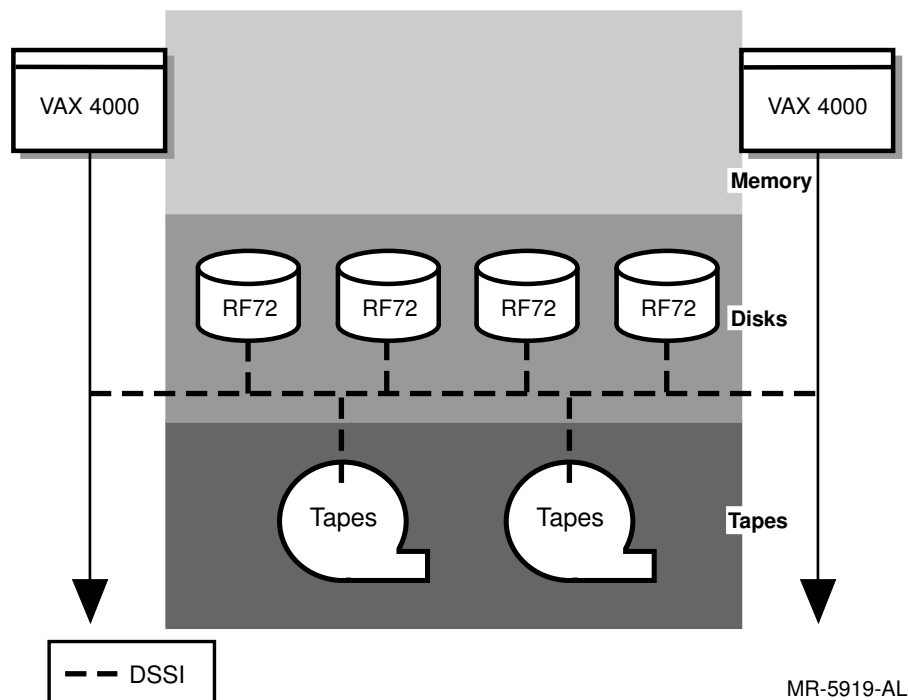 VAX 4000
VAX 4000
Memory
RF72
RF72
RF72
RF72
Disks
Tapes
Tapes
Tapes
DSSI
MR-5919-AL